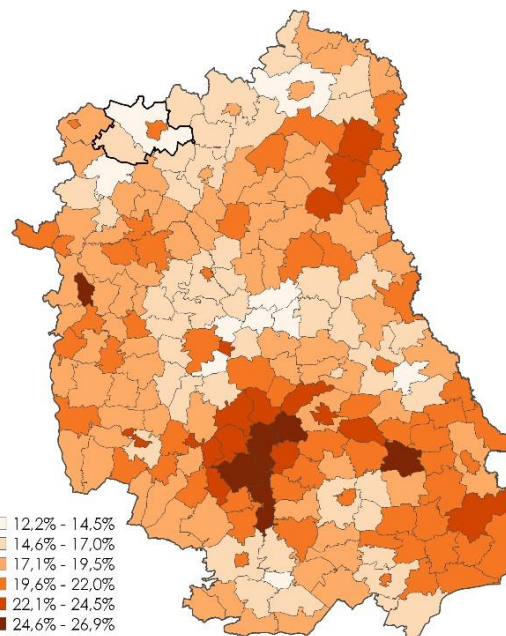 12,2% - 14,5%
14,6% - 17,0%
17,1% - 19,5%
19,6% - 22,0%
22,1% - 24,5%
24,6% - 26,9%